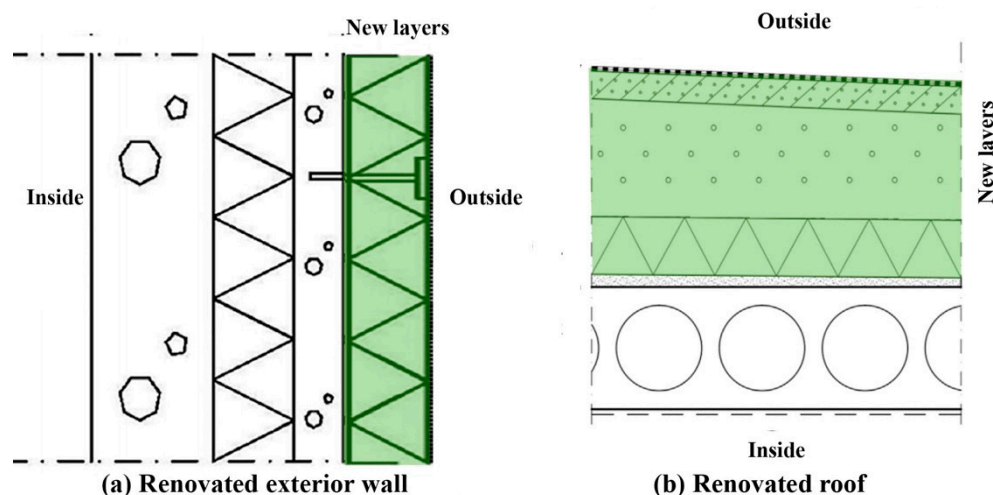 New layers
Inside
Outside
(a) Renovated exterior wall
Outside
New layers
Inside
(b) Renovated roof